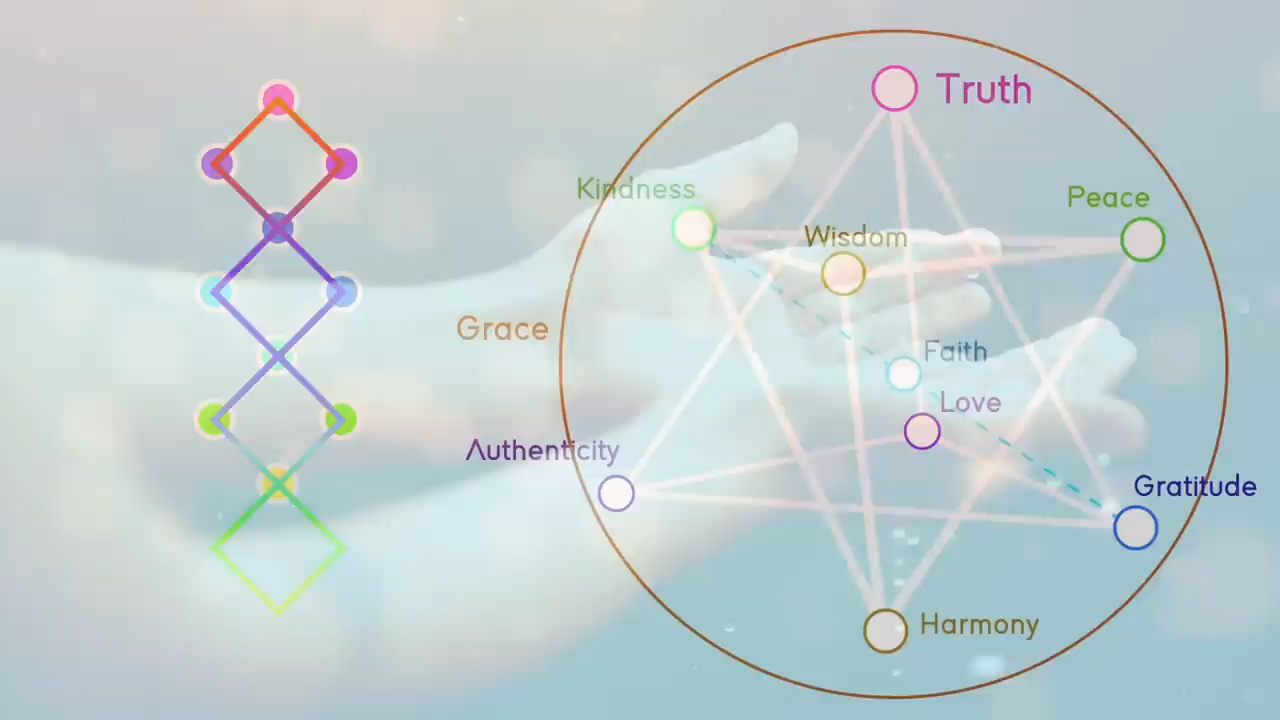 Truth
Kindness
Peace
Wisdom
Grace
Faith
Love
Authenticity
Gratitude
Harmony